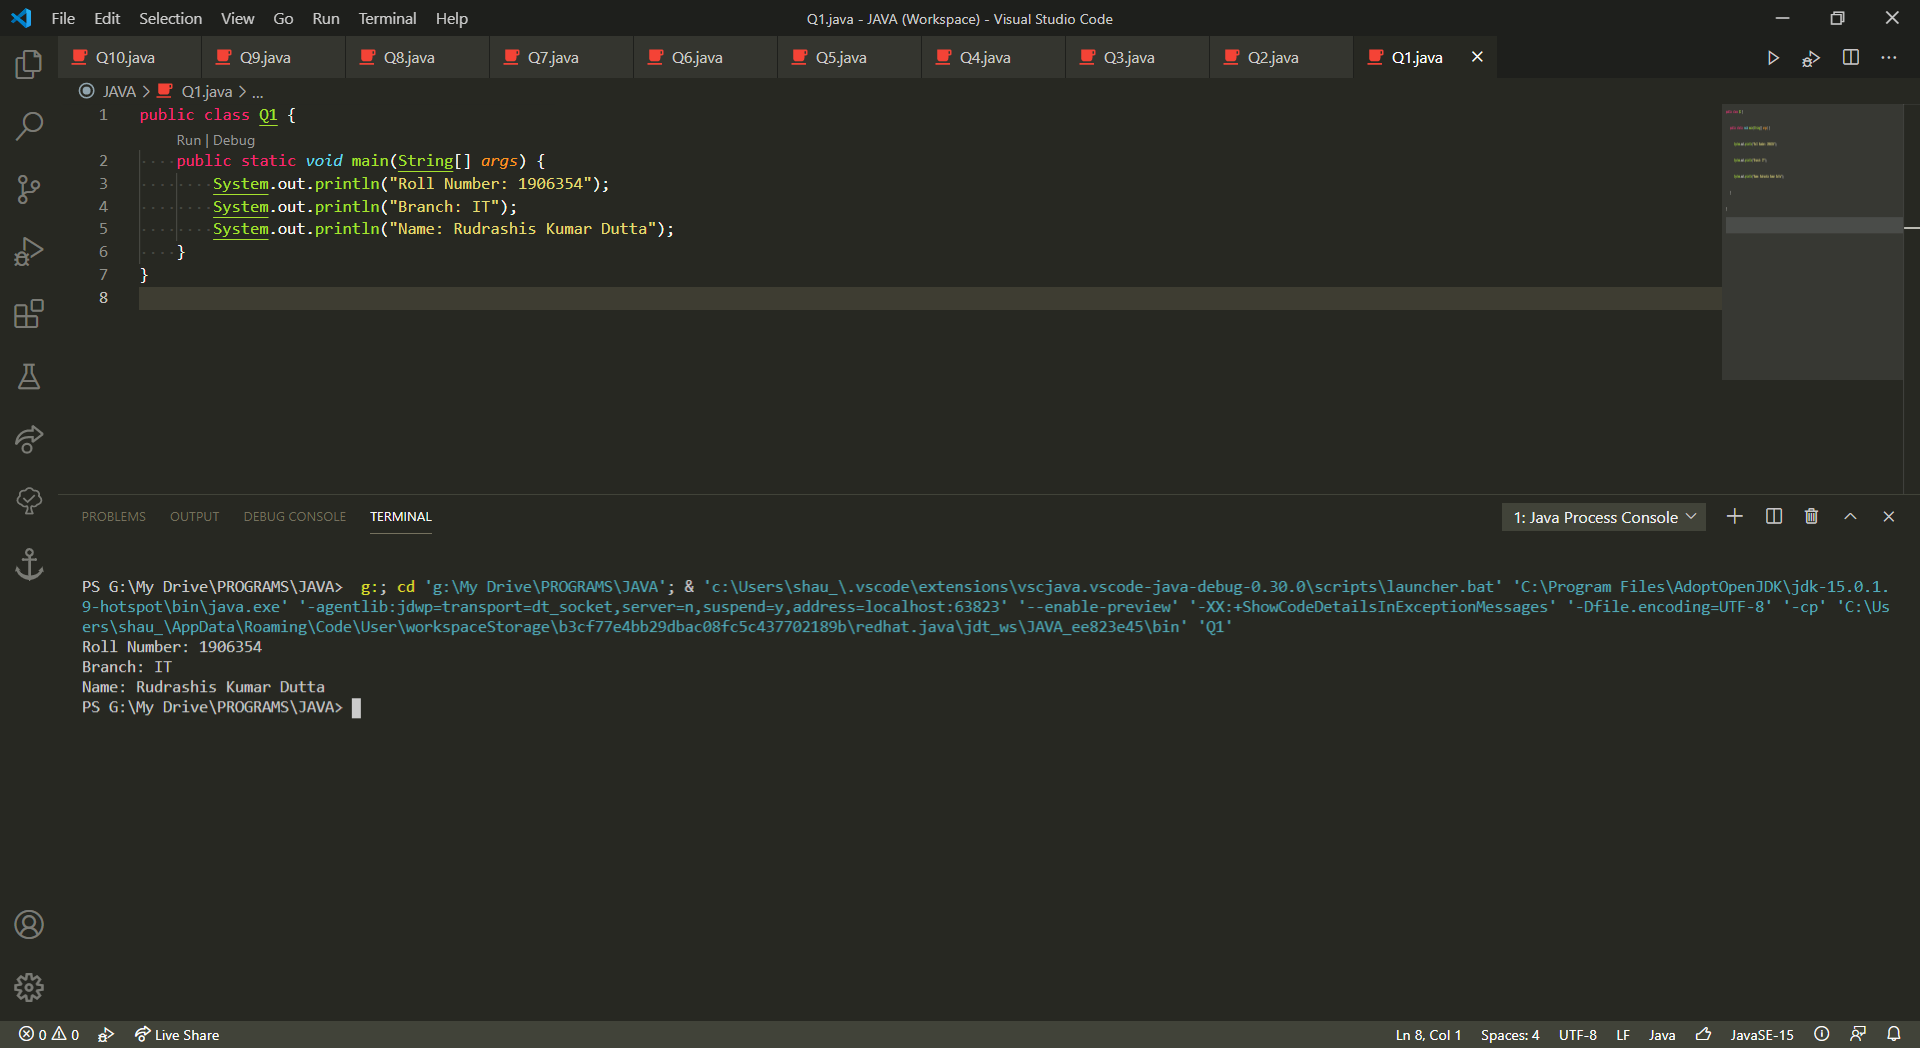 File Edit Selection View Go Run Terminal Help Q1.java - JAVA (Workspace) - Visual Studio Code
Q10.java Q9.java Q8.java Q7.java Q6.java Q5.java Q4.java Q3.java Q2.java Q1.java
JAVA > Q1.java > ...
1 public class Q1 {
Run | Debug
2 public static void main(String[] args) {
3 System.out.println("Roll Number: 1906354");
4 System.out.println("Branch: IT");
5 System.out.println("Name: Rudrashis Kumar Dutta");
6 }
7 }
8
PROBLEMS OUTPUT DEBUG CONSOLE TERMINAL 1: Java Process Console
PS G:\My Drive\PROGRAMS\JAVA>  g:; cd 'g:\My Drive\PROGRAMS\JAVA'; & 'c:\Users\shau_\.vscode\extensions\vscjava.vscode-java-debug-0.30.0\scripts\launcher.bat' 'C:\Program Files\AdoptOpenJDK\jdk-15.0.1.
9-hotspot\bin\java.exe' '-agentlib:jdwp=transport=dt_socket,server=n,suspend=y,address=localhost:63823' '--enable-preview' '-XX:+ShowCodeDetailsInExceptionMessages' '-Dfile.encoding=UTF-8' '-cp' 'C:\Us
ers\shau_\AppData\Roaming\Code\User\workspaceStorage\b3cf77e4bb29dbac08fc5c437702189b\redhat.java\jdt_ws\JAVA_ee823e45\bin' 'Q1'
Roll Number: 1906354
Branch: IT
Name: Rudrashis Kumar Dutta
PS G:\My Drive\PROGRAMS\JAVA>
0 0 Live Share Ln 8, Col 1 Spaces: 4 UTF-8 LF Java JavaSE-15